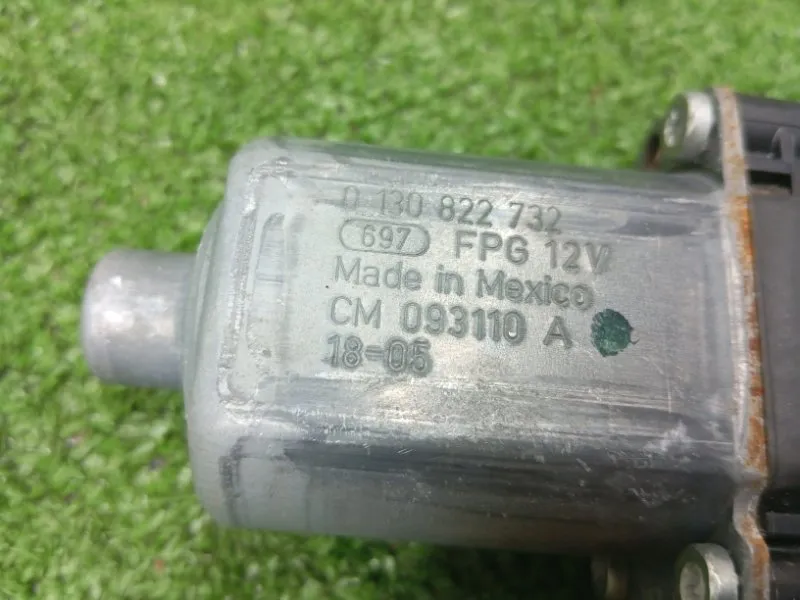 0 130 822 732
697 FPG 12V
Made in Mexico
CM 093110 A
18-05